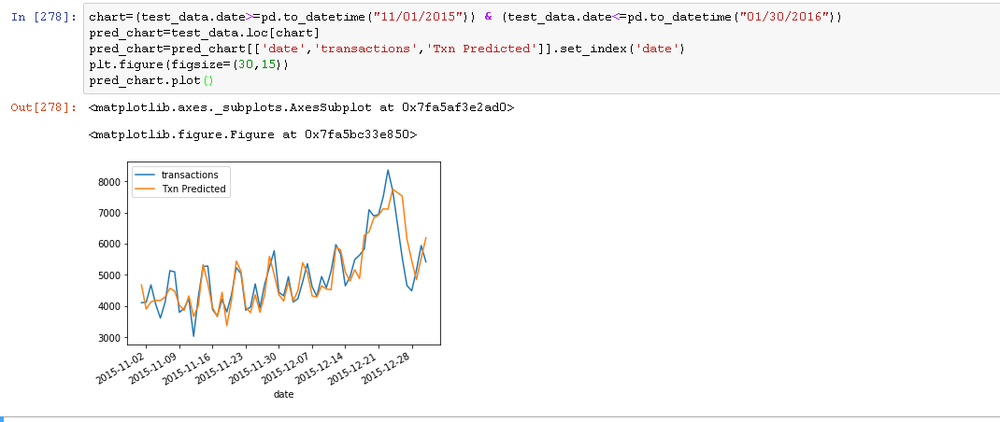 In [278]: chart=(test_data.date>=pd.to_datetime("11/01/2015")) & (test_data.date<=pd.to_datetime("01/30/2016"))
pred_chart=test_data.loc[chart]
pred_chart=pred_chart[['date','transactions','Txn Predicted']].set_index('date')
plt.figure(figsize=(30,15))
pred_chart.plot()
Out[278]: <matplotlib.axes._subplots.AxesSubplot at 0x7fa5af3e2ad0>
<matplotlib.figure.Figure at 0x7fa5bc33e850>
transactions
Txn Predicted
8000
7000
6000
5000
4000
3000
2015-11-02
2015-11-09
2015-11-16
2015-11-23
2015-11-30
2015-12-07
2015-12-14
2015-12-21
2015-12-28
date